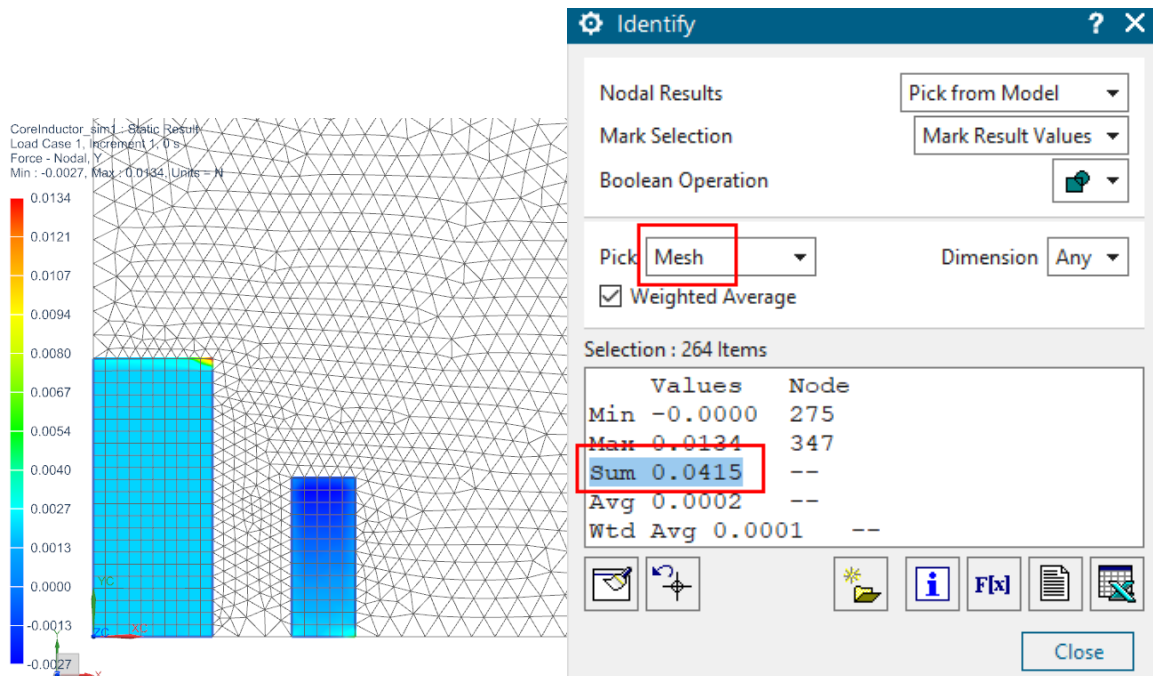 CoreInductor_sim1 : Static Result
Load Case 1, Increment 1, 0 s
Force - Nodal, Y
Min : -0.0027, Max : 0.0134, Units = N
0.0134
0.0121
0.0107
0.0094
0.0080
0.0067
0.0054
0.0040
0.0027
0.0013
0.0000
-0.0013
-0.0027
YC
ZC XC
Y
X
Identify
? X
Nodal Results Pick from Model
Mark Selection Mark Result Values
Boolean Operation
Pick Mesh Dimension Any
Weighted Average
Selection : 264 Items
Values Node
Min -0.0000 275
Max 0.0134 347
Sum 0.0415 --
Avg 0.0002 --
Wtd Avg 0.0001 --
i F[x]
Close